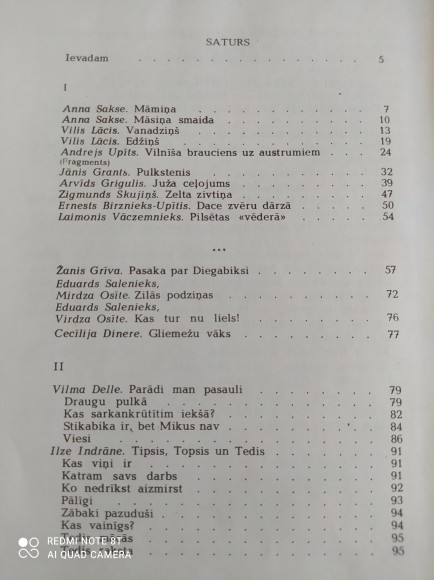 SATURS
Ievadam . . . . . . . . . . . . . 5
I
Anna Sakse. Māmiņa . . . . . . . . . 7
Anna Sakse. Māsiņa smaida . . . . . . . . 10
Vilis Lācis. Vanadziņš . . . . . . . . . 13
Vilis Lācis. Edžiņš . . . . . . . . . 19
Andrejs Upīts. Vilnīša brauciens uz austrumiem . . . 24
(Fragments)
Jānis Grants. Pulkstenis . . . . . . . . 32
Arvīds Grigulis. Juža ceļojums . . . . . . . 39
Zigmunds Skujiņš. Zelta zivtiņa . . . . . . . 47
Ernests Birznieks-Upītis. Dace zvēru dārzā . . . . 50
Laimonis Vāczemnieks. Pilsētas «vēderā» . . . . 54
***
Žanis Grīva. Pasaka par Diegabiksi . . . . . 57
Eduards Salenieks,
Mirdza Osīte. Zilās podziņas . . . . . . . 72
Eduards Salenieks,
Virdza Osīte. Kas tur nu liels! . . . . . . 76
Cecīlija Dinere. Gliemežu vāks . . . . . . . 77
II
Vilma Delle. Parādi man pasauli . . . . . . 79
Draugu pulkā . . . . . . . . . . 79
Kas sarkankrūtītim iekšā? . . . . . . . 82
Stikabika ir, bet Mikus nav . . . . . . . 84
Viesi . . . . . . . . . . . . 86
Ilze Indrāne. Tipsis, Topsis un Tedis . . . . . 91
Kas viņi ir . . . . . . . . . . . 91
Katram savs darbs . . . . . . . . . 91
Ko nedrīkst aizmirst . . . . . . . . 92
Palīgi . . . . . . . . . . . . 93
Zābaki pazuduši . . . . . . . . . 94
Kas vainīgs? . . . . . . . . . . 94
. . . . . . . . . . 95
. . . . . . . . . . 95
REDMI NOTE 8T
AI QUAD CAMERA